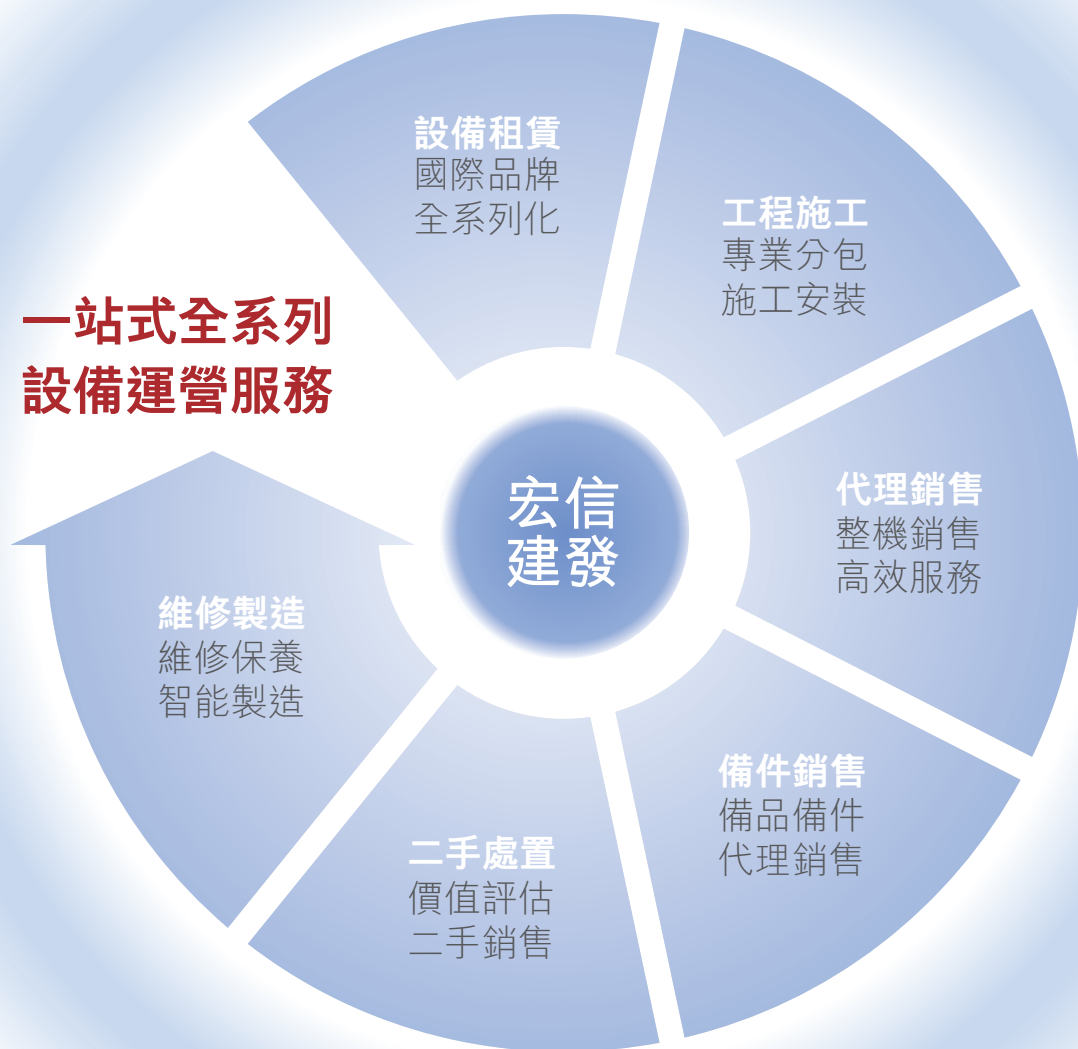 設備租賃
國際品牌
全系列化
工程施工
專業分包
施工安裝
代理銷售
整機銷售
高效服務
備件銷售
備品備件
代理銷售
二手處置
價值評估
二手銷售
維修製造
維修保養
智能製造
一站式全系列
設備運營服務
宏信
建發